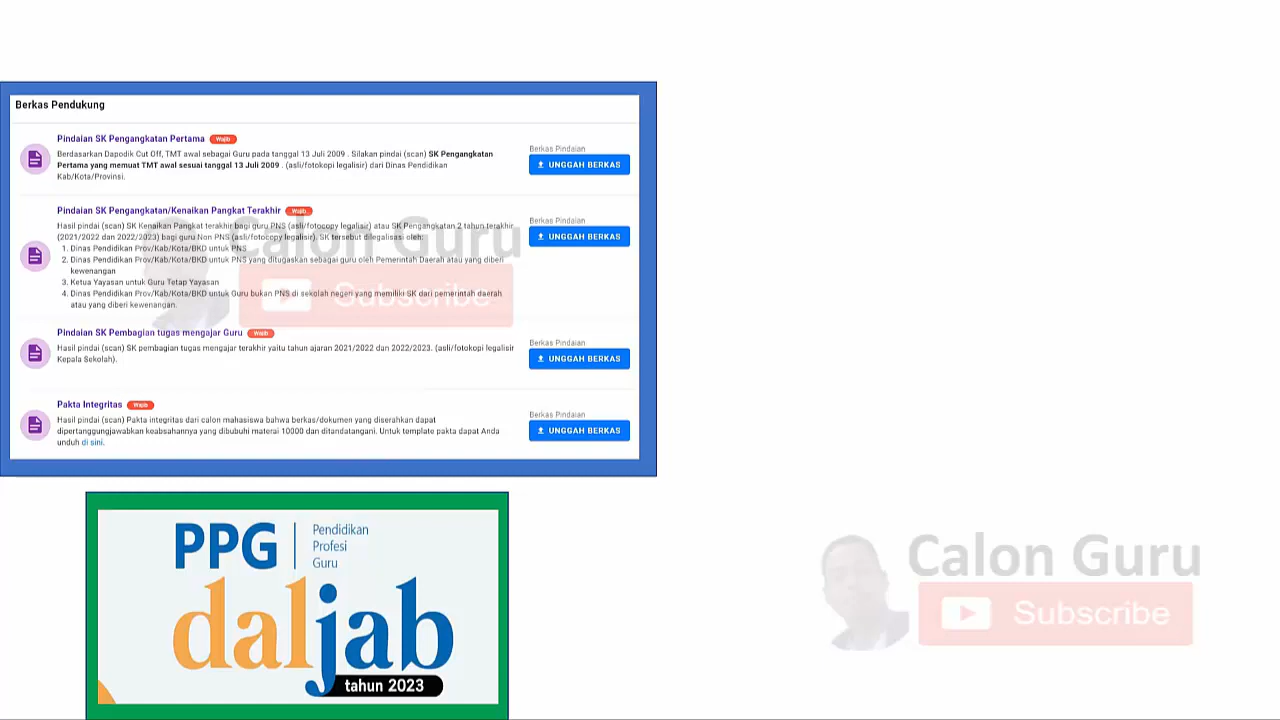 Berkas Pendukung
Pindaian SK Pengangkatan Pertama Wajib
Berdasarkan Dapodik Cut Off, TMT awal sebagai Guru pada tanggal 13 Juli 2009 . Silakan pindai (scan) SK Pengangkatan
Pertama yang memuat TMT awal sesuai tanggal 13 Juli 2009 . (asli/fotokopi legalisir) dari Dinas Pendidikan
Kab/Kota/Provinsi.
Berkas Pindaian
UNGGAH BERKAS
Pindaian SK Pengangkatan/Kenaikan Pangkat Terakhir Wajib
Hasil pindai (scan) SK Kenaikan Pangkat terakhir bagi guru PNS (asli/fotocopy legalisir) atau SK Pengangkatan 2 tahun terakhir
(2021/2022 dan 2022/2023) bagi guru Non PNS (asli/fotocopy legalisir). SK tersebut dilegalisasi oleh:
1. Dinas Pendidikan Prov/Kab/Kota/BKD untuk PNS
2. Dinas Pendidikan Prov/Kab/Kota/BKD untuk PNS yang ditugaskan sebagai guru oleh Pemerintah Daerah atau yang diberi
kewenangan
3. Ketua Yayasan untuk Guru Tetap Yayasan
4. Dinas Pendidikan Prov/Kab/Kota/BKD untuk Guru bukan PNS di sekolah negeri yang memiliki SK dari pemerintah daerah
atau yang diberi kewenangan.
Berkas Pindaian
UNGGAH BERKAS
Calon Guru
Subscribe
Pindaian SK Pembagian tugas mengajar Guru Wajib
Hasil pindai (scan) SK pembagian tugas mengajar terakhir yaitu tahun ajaran 2021/2022 dan 2022/2023. (asli/fotokopi legalisir
Kepala Sekolah).
Berkas Pindaian
UNGGAH BERKAS
Pakta Integritas Wajib
Hasil pindai (scan) Pakta integritas dari calon mahasiswa bahwa berkas/dokumen yang diserahkan dapat
dipertanggungjawabkan keabsahannya yang dibubuhi materai 10000 dan ditandatangani. Untuk template pakta dapat Anda
unduh di sini.
Berkas Pindaian
UNGGAH BERKAS
PPG
Pendidikan
Profesi
Guru
daljab
tahun 2023
Calon Guru
Subscribe